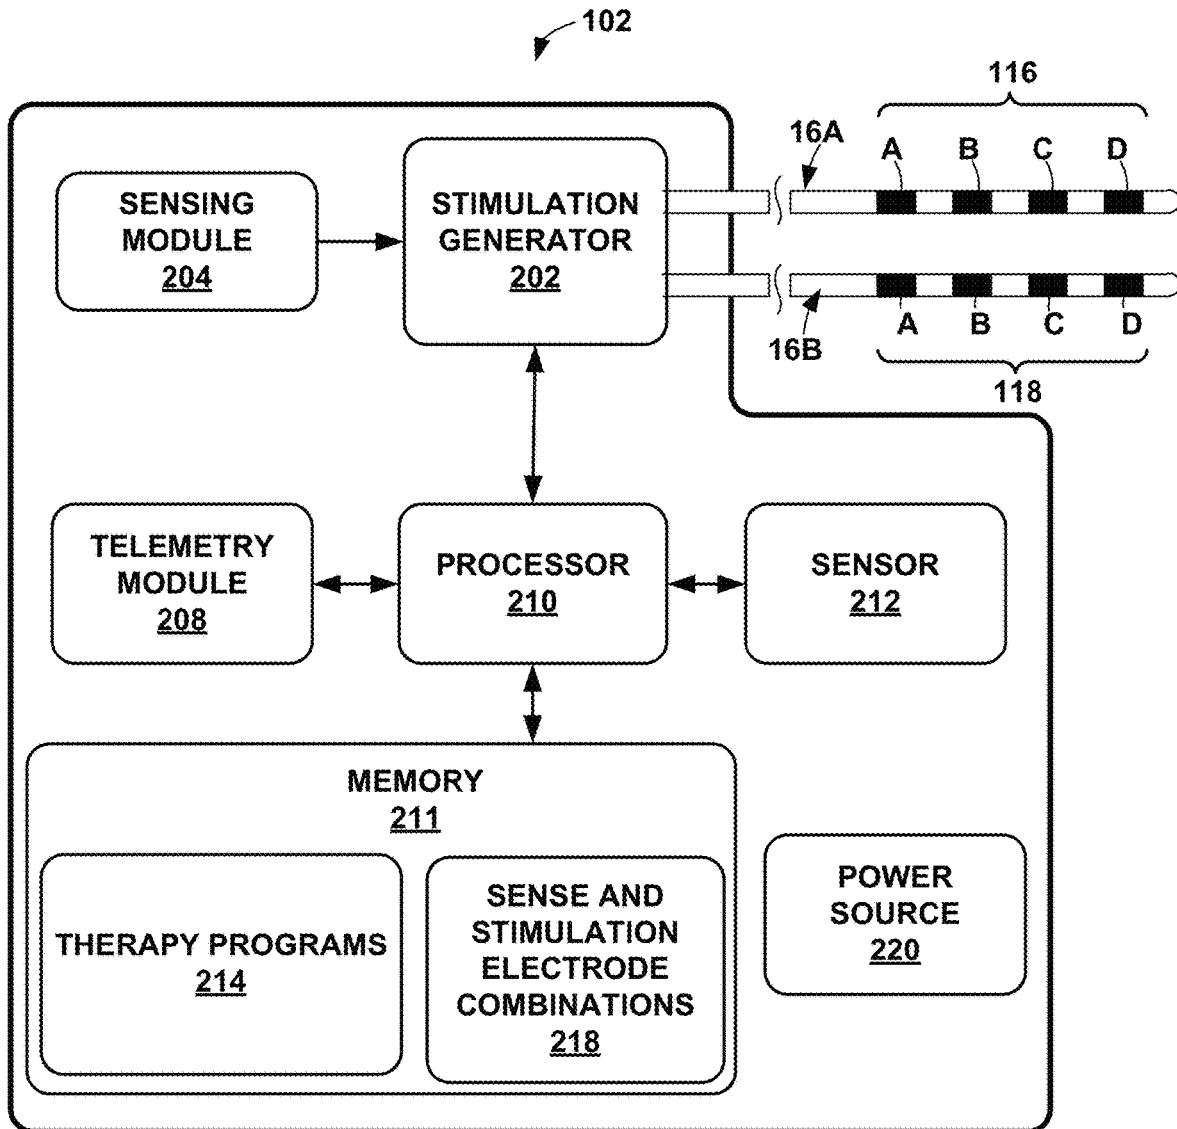 102
116
16A
A B C D
SENSING
MODULE
204
STIMULATION
GENERATOR
202
A B C D
16B
118
TELEMETRY
MODULE
208
PROCESSOR
210
SENSOR
212
MEMORY
211
THERAPY PROGRAMS
214
SENSE AND
STIMULATION
ELECTRODE
COMBINATIONS
218
POWER
SOURCE
220